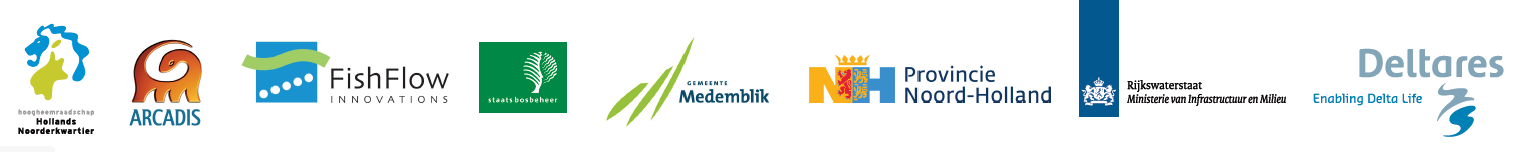 hoogheemraadschap
Hollands
Noorderkwartier
ARCADIS
FishFlow
INNOVATIONS
staatsbosbeheer
GEMEENTE
Medemblik
NH
Provincie
Noord-Holland
Rijkswaterstaat
Ministerie van Infrastructuur en Milieu
Deltares
Enabling Delta Life